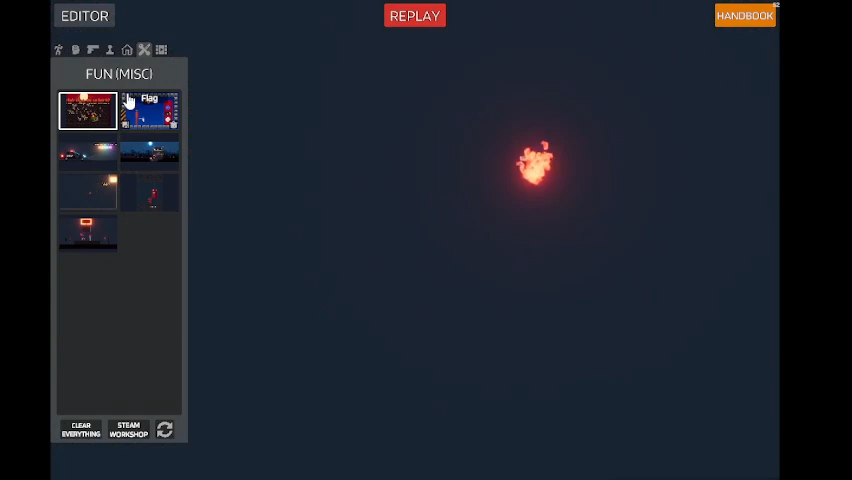 EDITOR
REPLAY
HANDBOOK
FUN (MISC)
Flag
CLEAR
EVERYTHING
STEAM
WORKSHOP